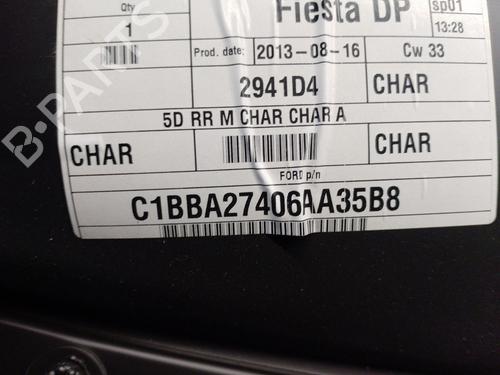 Qty
Fiesta DP
sp01
1
13:28
Prod. date: 2013-08-16
Cw 33
2941D4
CHAR
5D RR M CHAR CHAR A
CHAR
CHAR
FORD p/n
C1BBA27406AA35B8
B-PARTS